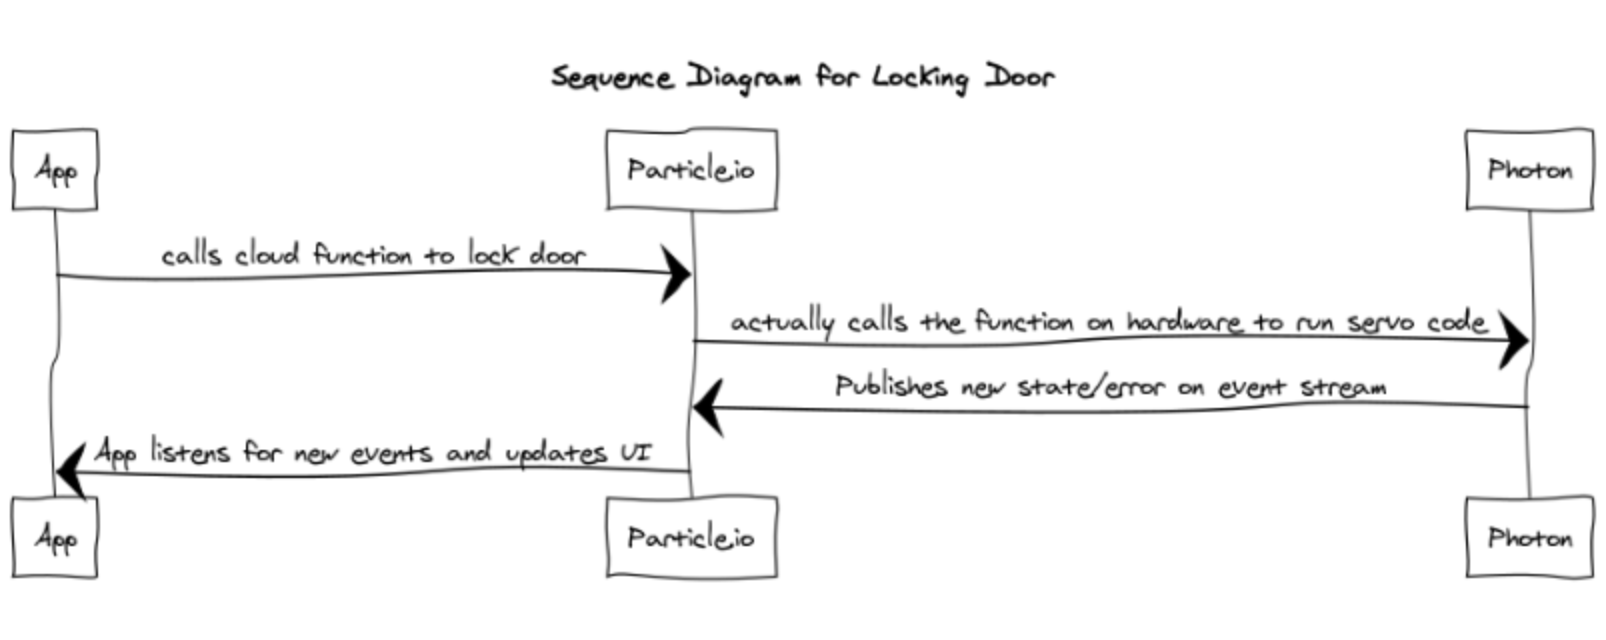 Sequence Diagram for Locking Door
App
Particle.io
Photon
calls cloud function to lock door
actually calls the function on hardware to run servo code
Publishes new state/error on event stream
App listens for new events and updates UI
App
Particle.io
Photon